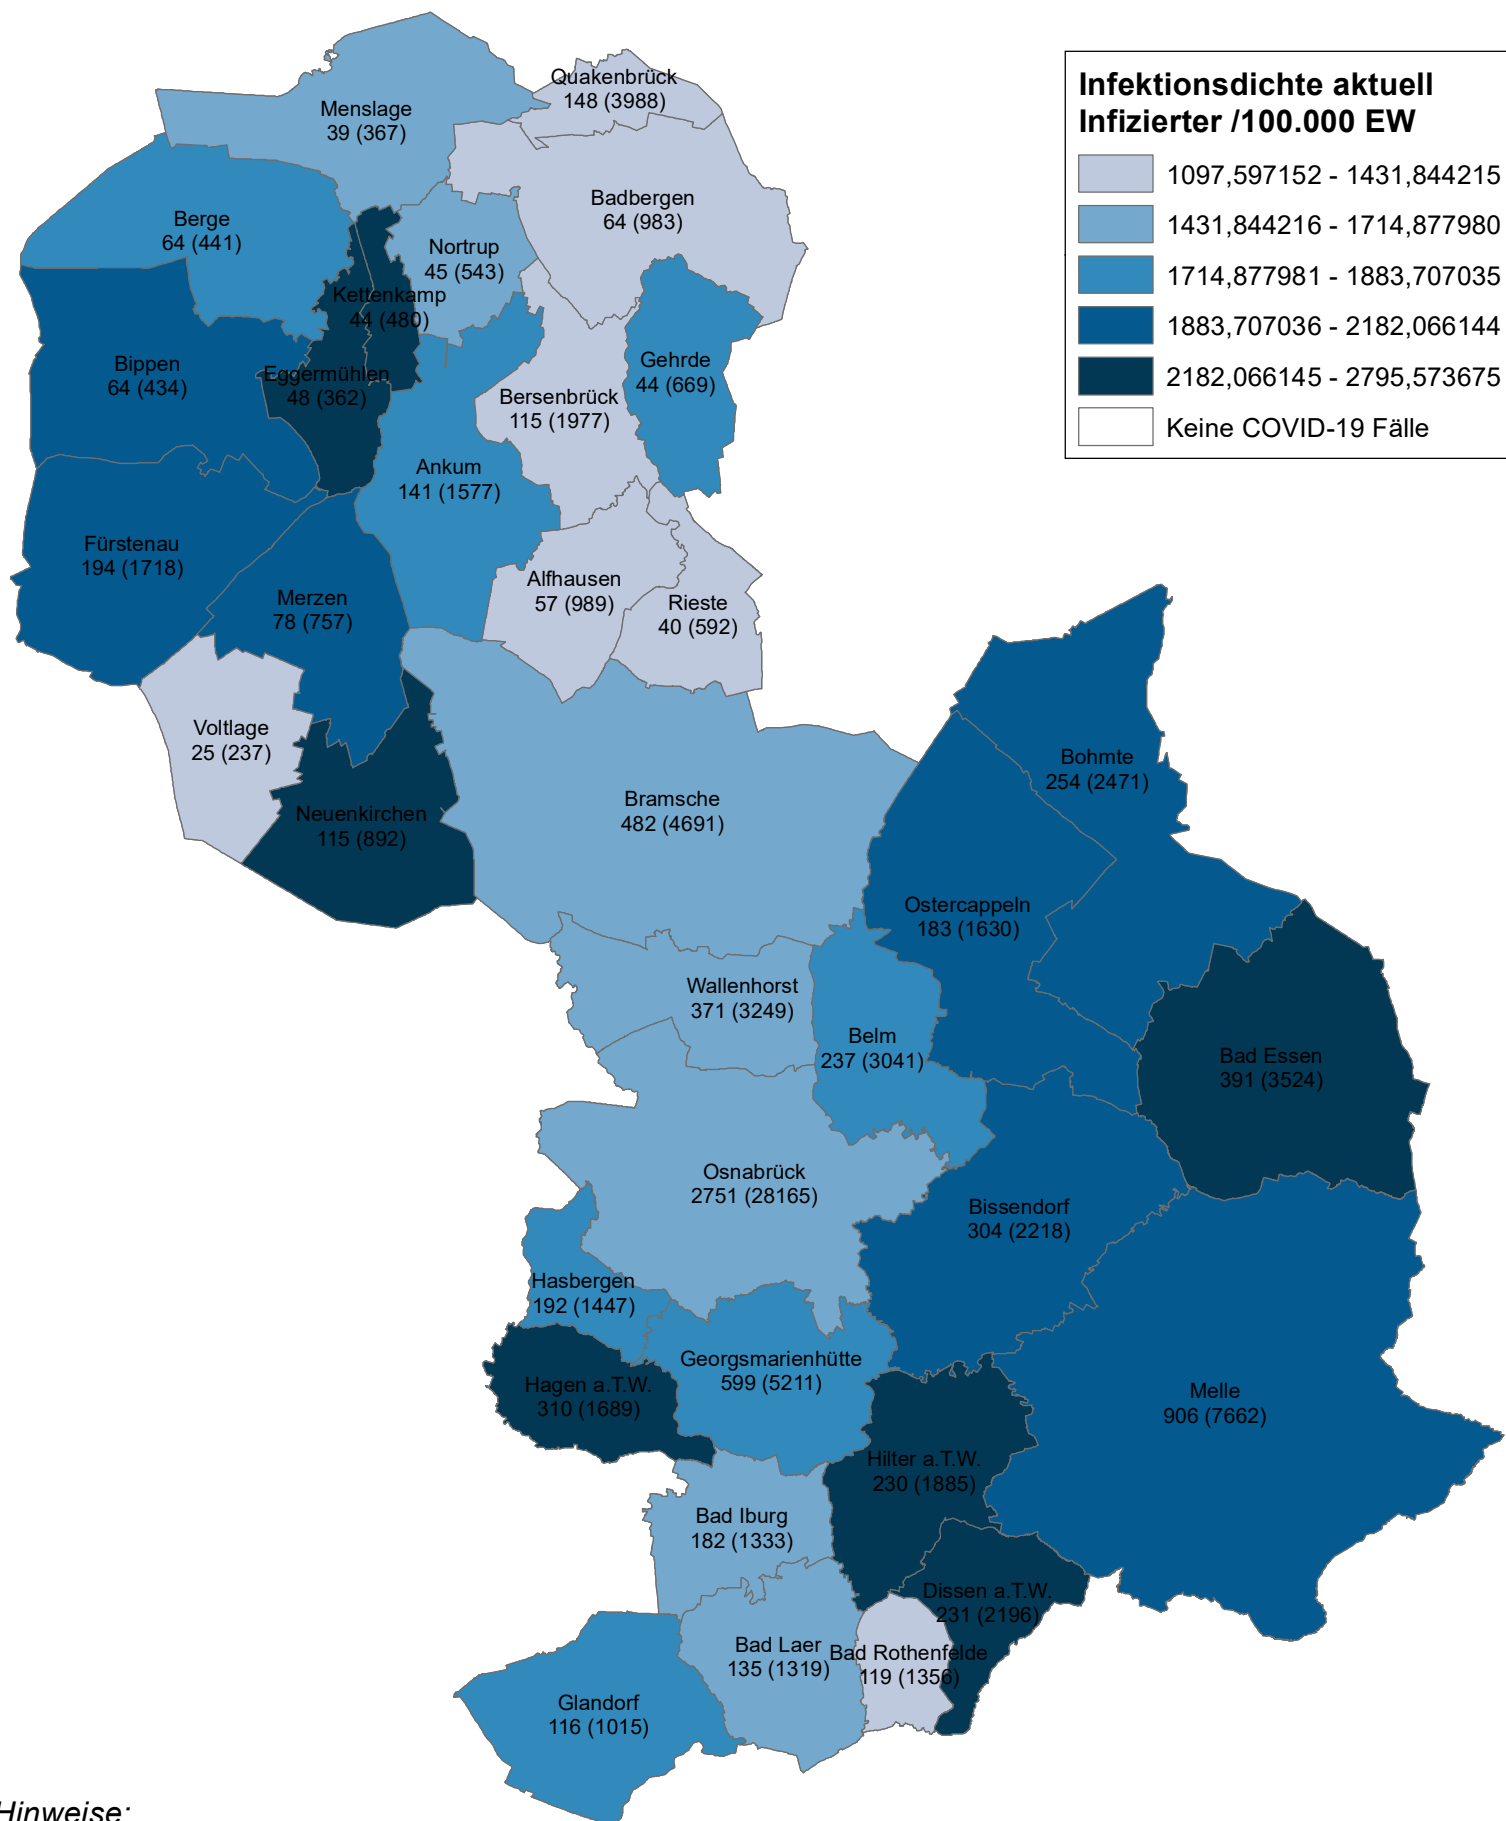 Infektionsdichte aktuell
Infizierter /100.000 EW
1097,597152 - 1431,844215
1431,844216 - 1714,877980
1714,877981 - 1883,707035
1883,707036 - 2182,066144
2182,066145 - 2795,573675
Keine COVID-19 Fälle
Quakenbrück
148 (3988)
Menslage
39 (367)
Badbergen
64 (983)
Berge
64 (441)
Nortrup
45 (543)
Kettenkamp
44 (480)
Bippen
64 (434)
Eggermühlen
48 (362)
Gehrde
44 (669)
Bersenbrück
115 (1977)
Ankum
141 (1577)
Fürstenau
194 (1718)
Merzen
78 (757)
Alfhausen
57 (989)
Rieste
40 (592)
Voltlage
25 (237)
Neuenkirchen
115 (892)
Bramsche
482 (4691)
Bohmte
254 (2471)
Ostercappeln
183 (1630)
Wallenhorst
371 (3249)
Belm
237 (3041)
Bad Essen
391 (3524)
Osnabrück
2751 (28165)
Bissendorf
304 (2218)
Hasbergen
192 (1447)
Georgsmarienhütte
599 (5211)
Hagen a.T.W.
310 (1689)
Melle
906 (7662)
Hilter a.T.W.
230 (1885)
Bad Iburg
182 (1333)
Dissen a.T.W.
231 (2196)
Bad Laer
135 (1319)
Bad Rothenfelde
119 (1356)
Glandorf
116 (1015)
Hinweise: